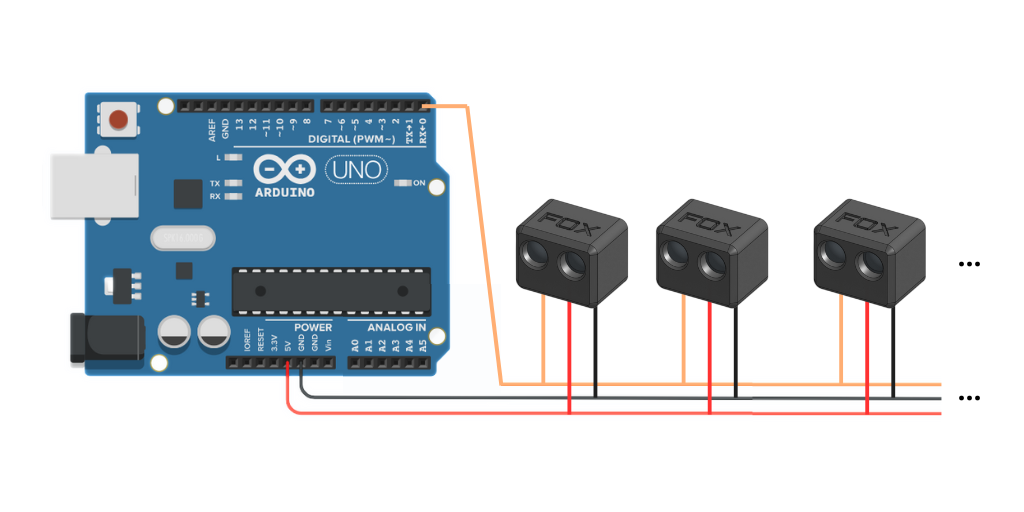 AREF
GND
13
12
~11
~10
~9
8
7
~6
~5
4
~3
2
TX→1
RX←0
DIGITAL (PWM~)
L
TX
RX
ARDUINO
UNO
ON
POWER
ANALOG IN
IOREF
RESET
3.3V
5V
GND
GND
Vin
A0
A1
A2
A3
A4
A5
FOX
FOX
FOX
...
...